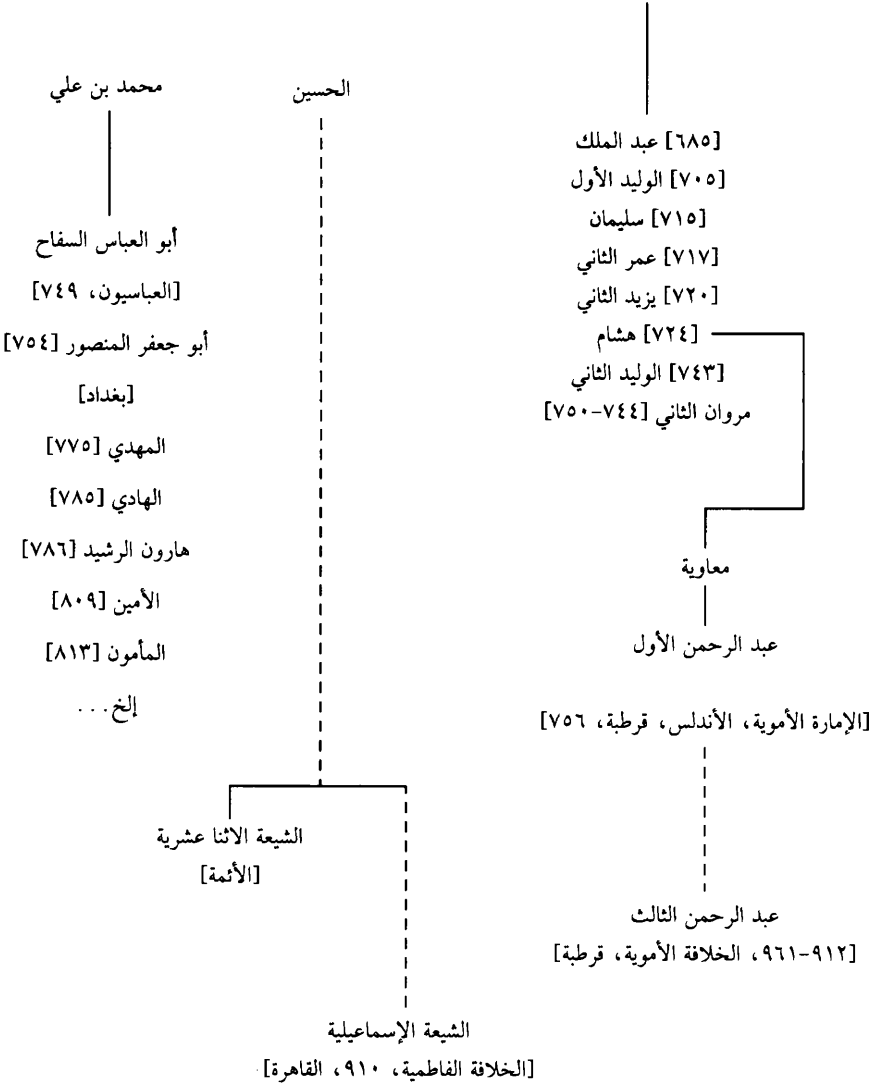 [٦٨٥] عبد الملك
[٧٠٥] الوليد الأول
[٧١٥] سليمان
[٧١٧] عمر الثاني
[٧٢٠] يزيد الثاني
[٧٢٤] هشام
[٧٤٣] الوليد الثاني
مروان الثاني [٧٤٤-٧٥٠]
معاوية
عبد الرحمن الأول
[الإمارة الأموية، الأندلس، قرطبة، ٧٥٦]
عبد الرحمن الثالث
[٩١٢-٩٦١، الخلافة الأموية، قرطبة]
الحسين
الشيعة الاثنا عشرية
[الأئمة]
الشيعة الإسماعيلية
[الخلافة الفاطمية، ٩١٠، القاهرة]
محمد بن علي
أبو العباس السفاح
[العباسيون، ٧٤٩]
أبو جعفر المنصور [٧٥٤]
[بغداد]
المهدي [٧٧٥]
الهادي [٧٨٥]
هارون الرشيد [٧٨٦]
الأمين [٨٠٩]
المأمون [٨١٣]
إلخ...